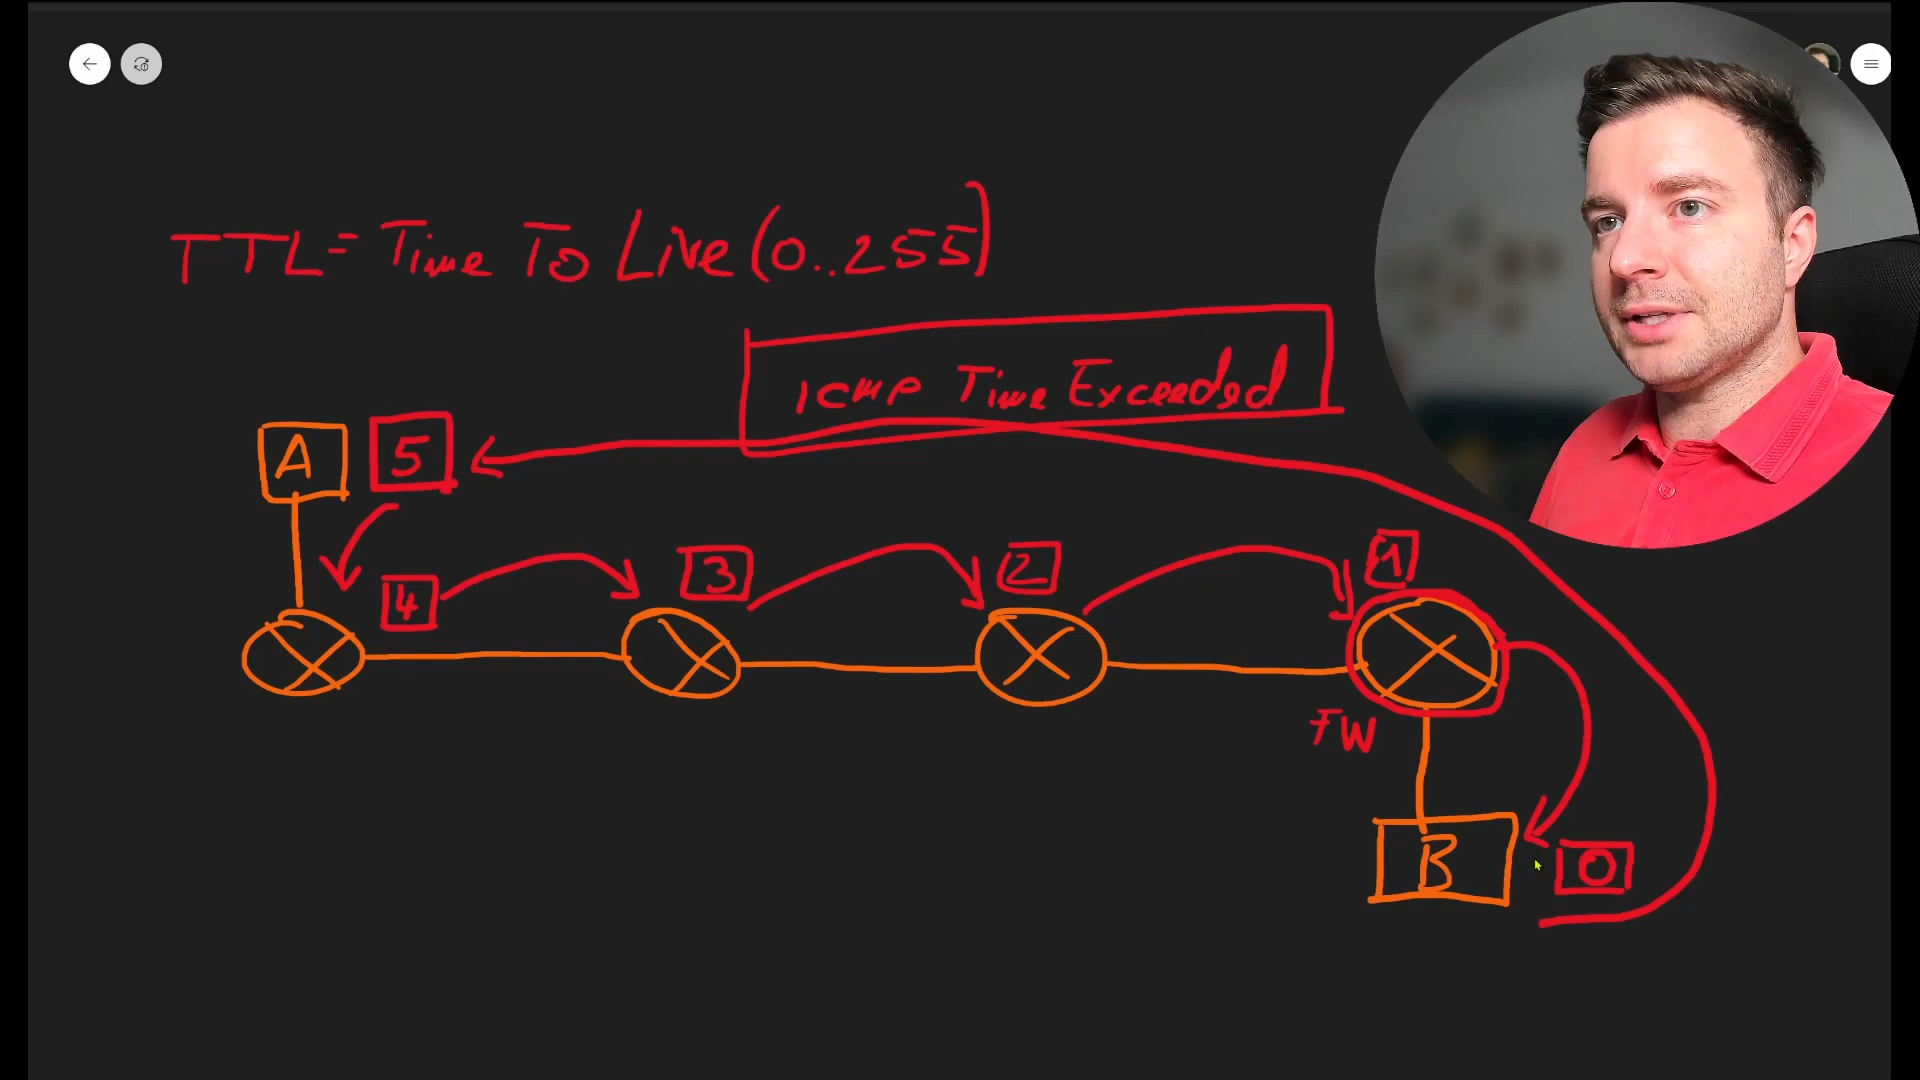 TTL = Time To Live (0..255)
ICMP Time Exceeded
A 5
4 3 2 1
FW
B 0